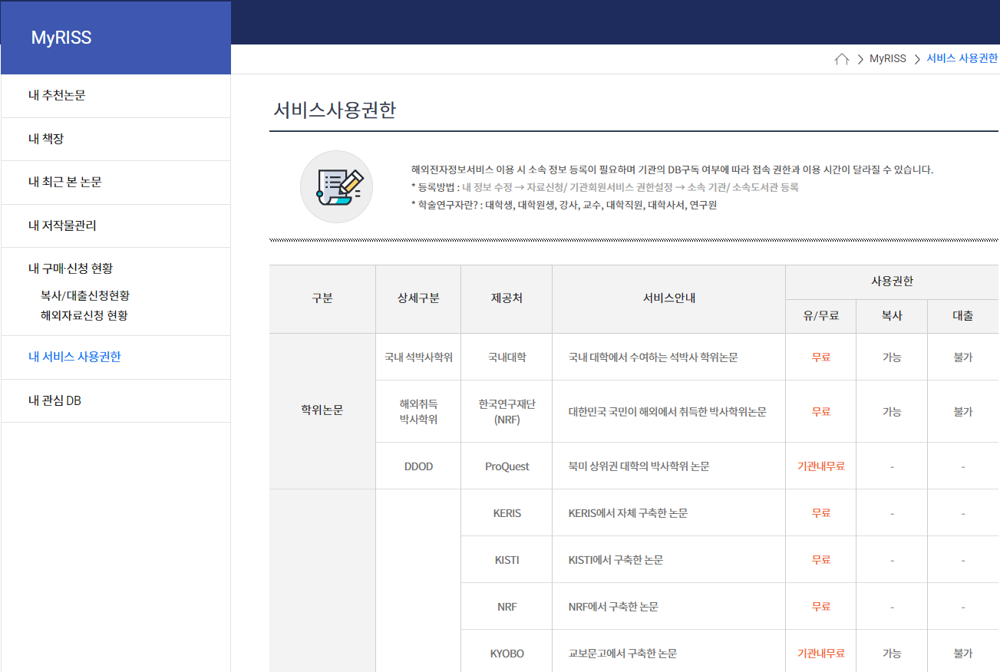 MyRISS
MyRISS
서비스 사용권한
내 추천논문
내 책장
내 최근 본 논문
내 저작물관리
내 구매·신청 현황
복사/대출신청현황
해외자료신청 현황
내 서비스 사용권한
내 관심 DB
서비스사용권한
해외전자정보서비스 이용 시 소속 정보 등록이 필요하며 기관의 DB구독 여부에 따라 접속 권한과 이용 시간이 달라질 수 있습니다.
* 등록방법 : 내 정보 수정 → 자료신청/ 기관회원서비스 권한설정 → 소속 기관/ 소속도서관 등록
* 학술연구자란? : 대학생, 대학원생, 강사, 교수, 대학직원, 대학사서, 연구원
구분 상세구분 제공처 서비스안내 사용권한
유/무료 복사 대출
학위논문
국내 석박사학위 국내대학 국내 대학에서 수여하는 석박사 학위논문 무료 가능 불가
해외취득
박사학위
한국연구재단
(NRF)
대한민국 국민이 해외에서 취득한 박사학위논문 무료 가능 불가
DDOD ProQuest 북미 상위권 대학의 박사학위 논문 기관내무료 - -
KERIS KERIS에서 자체 구축한 논문 무료 - -
KISTI KISTI에서 구축한 논문 무료 - -
NRF NRF에서 구축한 논문 무료 - -
KYOBO 교보문고에서 구축한 논문 기관내무료 가능 불가